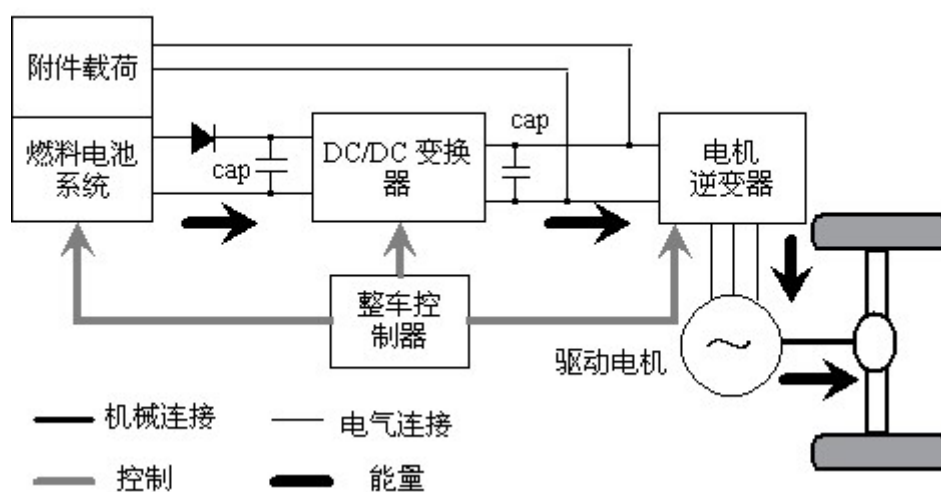 附件载荷
燃料电池
系统
cap
DC/DC 变换
器
cap
电机
逆变器
整车控
制器
驱动电机
机械连接
电气连接
控制
能量